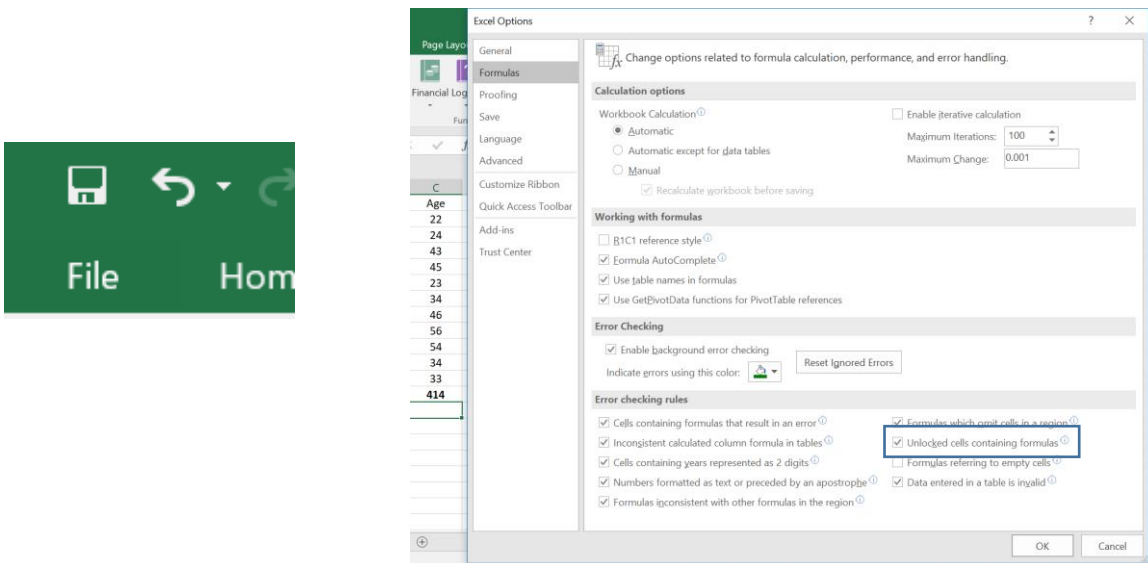 File Hom
Page Layo
Financial Log
Fun
C
Age
22
24
43
45
23
34
46
56
54
34
33
414
Excel Options
General
Formulas
Proofing
Save
Language
Advanced
Customize Ribbon
Quick Access Toolbar
Add-ins
Trust Center
Change options related to formula calculation, performance, and error handling.
Calculation options
Workbook Calculation
Automatic
Automatic except for data tables
Manual
Recalculate workbook before saving
Enable iterative calculation
Maximum Iterations: 100
Maximum Change: 0.001
Working with formulas
R1C1 reference style
Formula AutoComplete
Use table names in formulas
Use GetPivotData functions for PivotTable references
Error Checking
Enable background error checking
Indicate errors using this color:
Reset Ignored Errors
Error checking rules
Cells containing formulas that result in an error
Inconsistent calculated column formula in tables
Cells containing years represented as 2 digits
Numbers formatted as text or preceded by an apostrophe
Formulas inconsistent with other formulas in the region
Formulas which omit cells in a region
Unlocked cells containing formulas
Formulas referring to empty cells
Data entered in a table is invalid
OK Cancel